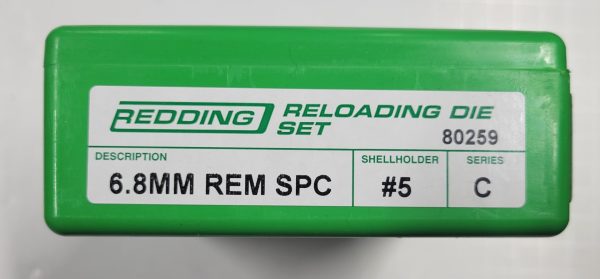 REDDING RELOADING DIE
SET
80259
DESCRIPTION SHELLHOLDER SERIES
6.8MM REM SPC #5 C